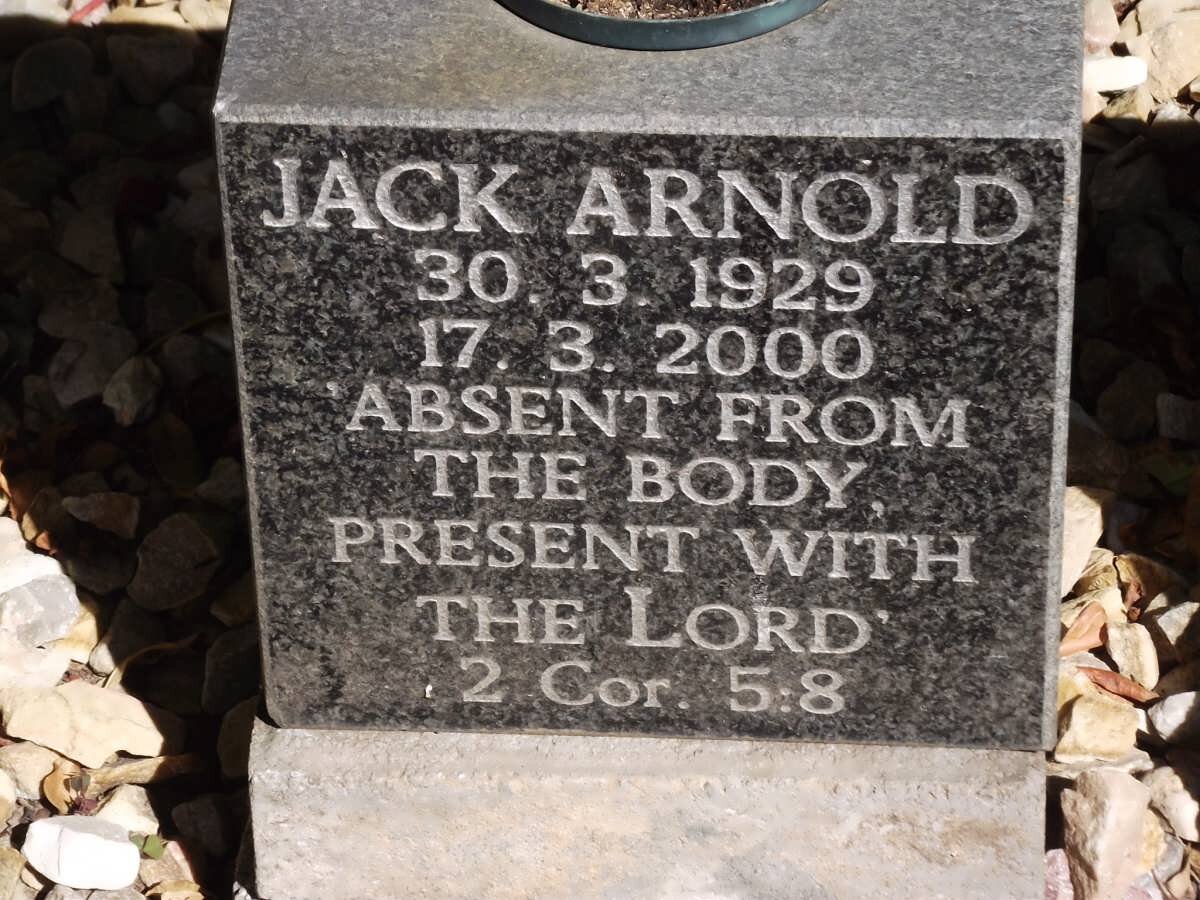 JACK ARNOLD
30. 3. 1929
17. 3. 2000
'ABSENT FROM
THE BODY,
PRESENT WITH
THE LORD'
2 Cor. 5:8